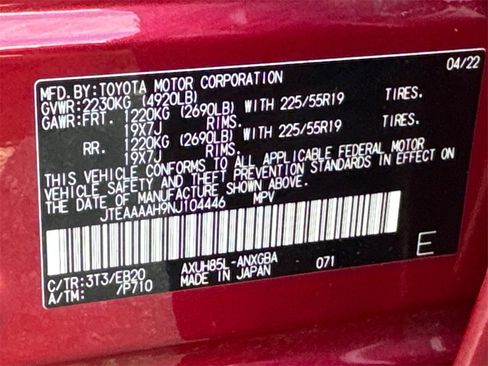 MFD.BY:TOYOTA MOTOR CORPORATION 04/22
GVWR:2230KG (4920LB)
GAWR:FRT. 1220KG (2690LB) WITH 225/55R19 TIRES.
19X7J RIMS.
RR. 1220KG (2690LB) WITH 225/55R19 TIRES.
19X7J RIMS.
THIS VEHICLE CONFORMS TO ALL APPLICABLE FEDERAL MOTOR
VEHICLE SAFETY AND THEFT PREVENTION STANDARDS IN EFFECT ON
THE DATE OF MANUFACTURE SHOWN ABOVE.
JTEAAAAH9NJ104446 MPV
C/TR:3T3/EB20 AXUH85L-ANXGBA 071 E
A/TM: /P710 MADE IN JAPAN